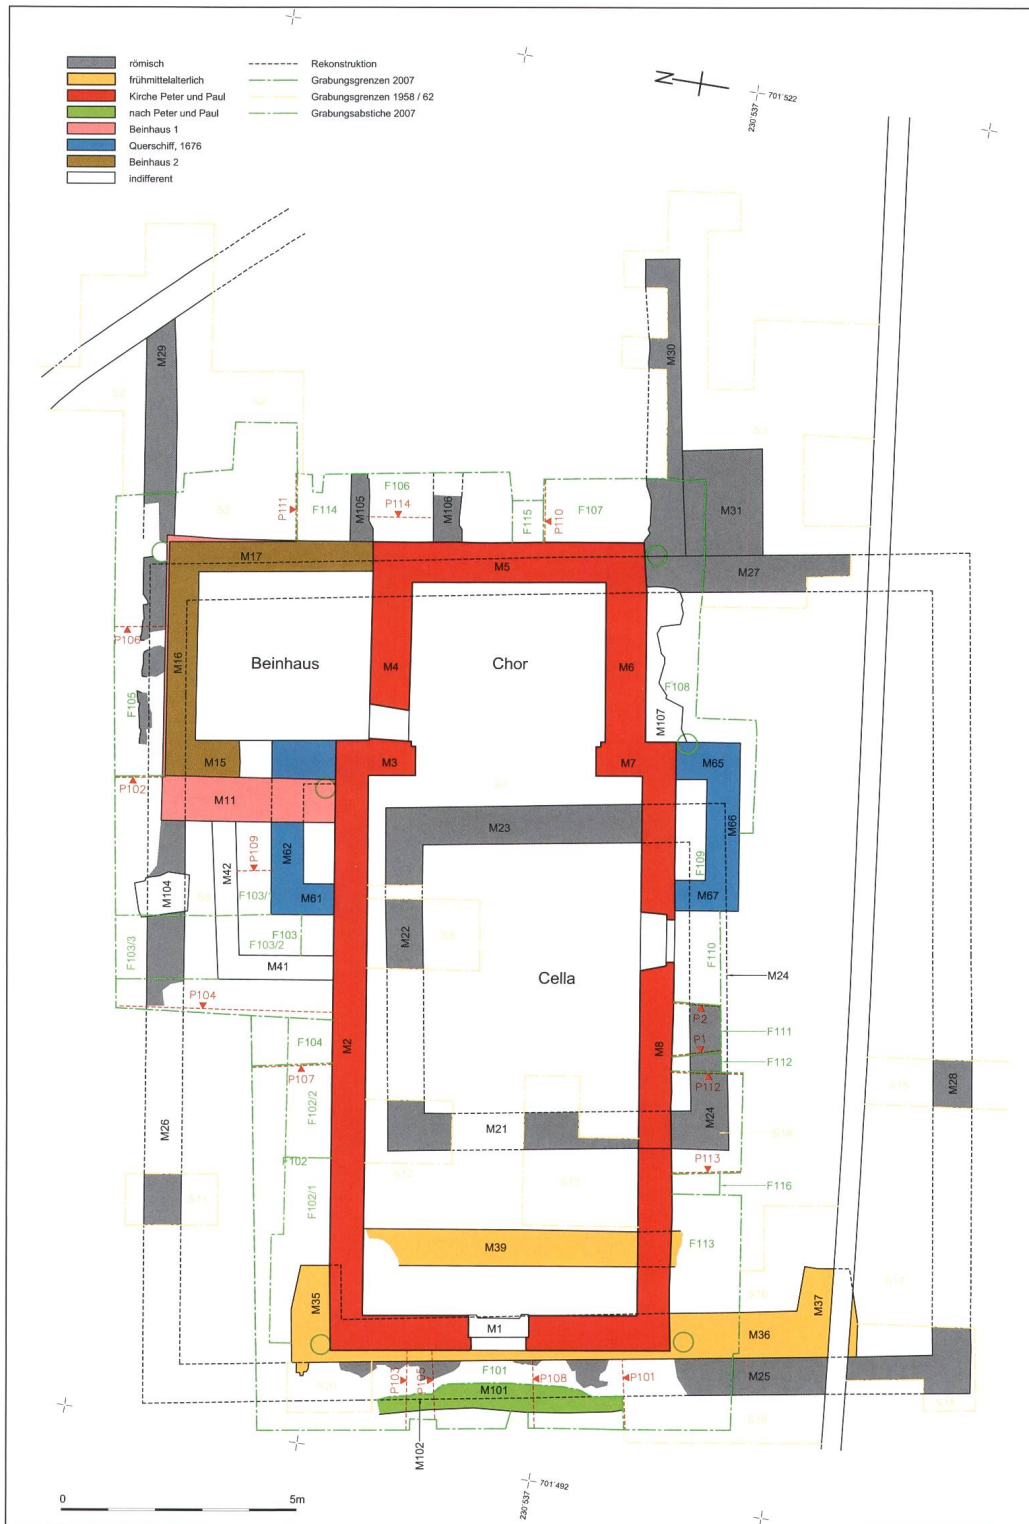 römisch
frühmittelalterlich
Kirche Peter und Paul
nach Peter und Paul
Beinhaus 1
Querschiff, 1676
Beinhaus 2
indifferent
Rekonstruktion
Grabungsgrenzen 2007
Grabungsgrenzen 1958 / 62
Grabungsabstiche 2007
N
701'522
230'537
M29
M30
S3
M105
F106
P114
M106
P111
F114
F115
P110
F107
M31
S2
M17
M5
M27
P106
M16
Beinhaus
M4
Chor
M6
F105
F108
M107
M15
M3
M7
M65
P102
M11
M23
M66
M42
P109
M62
F109
M104
F103/1
M61
M67
F103
F103/2
M22
F110
F103/3
M41
Cella
M24
P104
P2
F111
M2
M8
F104
P1
F112
P107
P112
M28
F102/2
M26
M21
M24
P113
S12
F102
F116
F102/1
M39
F113
M35
M1
M36
M37
M25
P103
P105
F101
P108
P101
M101
M102
0
5m
701'492
230'537